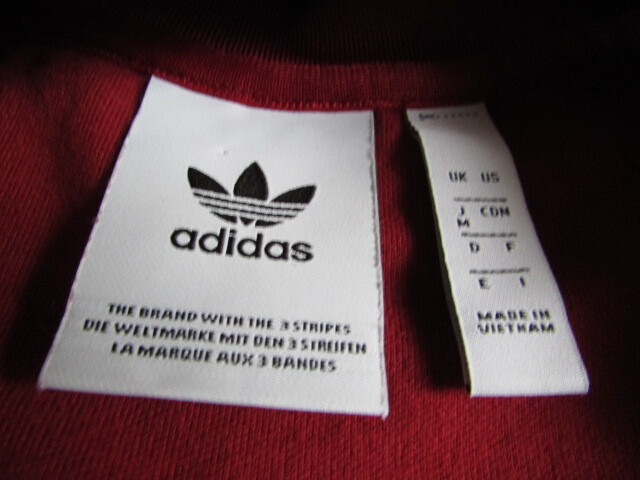 adidas
THE BRAND WITH THE 3 STRIPES
DIE WELTMARKE MIT DEN 3 STREIFEN
LA MARQUE AUX 3 BANDES
UK US
J CDN
M
D F
E I
MADE IN
VIETNAM